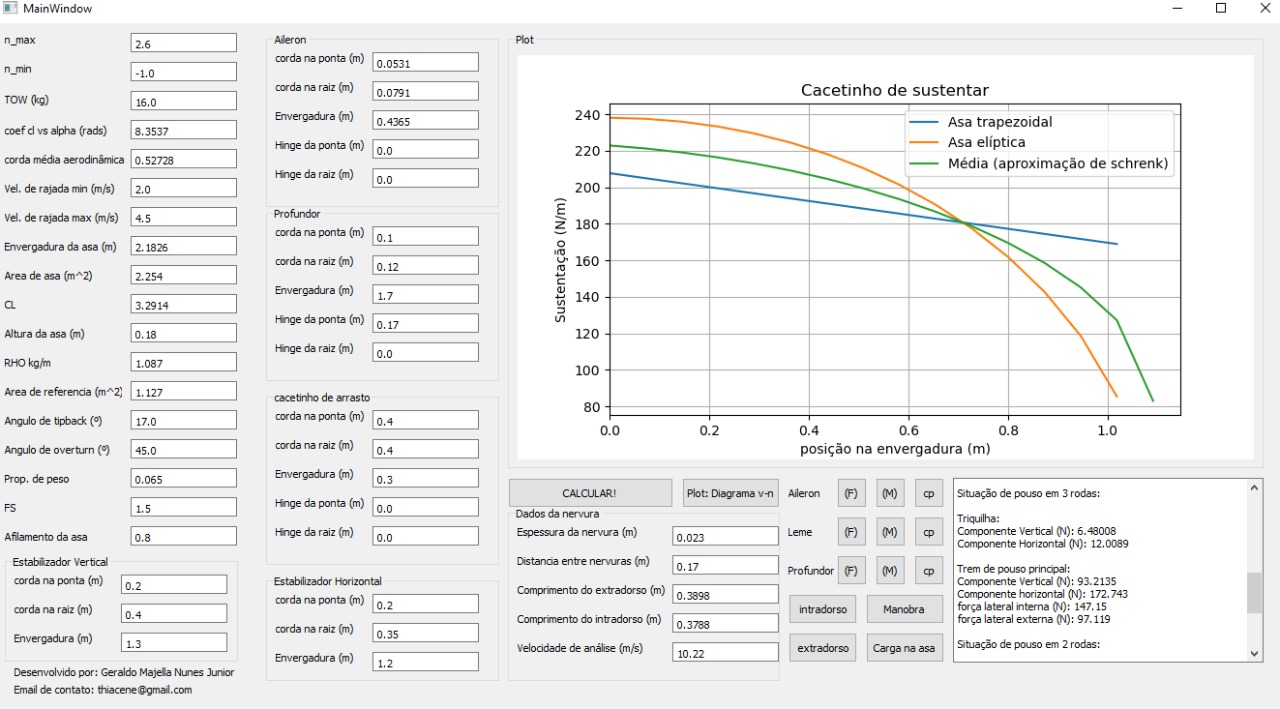 MainWindow
n_max
2.6
n_min
-1.0
TOW (kg)
16.0
coef cl vs alpha (rads)
8.3537
corda média aerodinâmica
0.52728
Vel. de rajada min (m/s)
2.0
Vel. de rajada max (m/s)
4.5
Envergadura da asa (m)
2.1826
Area de asa (m^2)
2.254
CL
3.2914
Altura da asa (m)
0.18
RHO kg/m
1.087
Area de referencia (m^2)
1.127
Angulo de tipback (º)
17.0
Angulo de overturn (º)
45.0
Prop. de peso
0.065
FS
1.5
Afilamento da asa
0.8
Estabilizador Vertical
corda na ponta (m)
0.2
corda na raiz (m)
0.4
Envergadura (m)
1.3
Desenvolvido por: Geraldo Majella Nunes Junior
Email de contato: thiacene@gmail.com
Aileron
corda na ponta (m)
0.0531
corda na raiz (m)
0.0791
Envergadura (m)
0.4365
Hinge da ponta (m)
0.0
Hinge da raiz (m)
0.0
Profundor
corda na ponta (m)
0.1
corda na raiz (m)
0.12
Envergadura (m)
1.7
Hinge da ponta (m)
0.17
Hinge da raiz (m)
0.0
cacetinho de arrasto
corda na ponta (m)
0.4
corda na raiz (m)
0.4
Envergadura (m)
0.3
Hinge da ponta (m)
0.0
Hinge da raiz (m)
0.0
Estabilizador Horizontal
corda na ponta (m)
0.2
corda na raiz (m)
0.35
Envergadura (m)
1.2
Plot
Cacetinho de sustentar
Asa trapezoidal
Asa elíptica
Média (aproximação de schrenk)
Sustentação (N/m)
240
220
200
180
160
140
120
100
80
0.0 0.2 0.4 0.6 0.8 1.0
posição na envergadura (m)
CALCULAR!
Plot: Diagrama v-n
Dados da nervura
Espessura da nervura (m)
0.023
Distancia entre nervuras (m)
0.17
Comprimento do extradorso (m)
0.3898
Comprimento do intradorso (m)
0.3788
Velocidade de análise (m/s)
10.22
Aileron (F) (M) cp
Leme (F) (M) cp
Profundor (F) (M) cp
intradorso Manobra
extradorso Carga na asa
Situação de pouso em 3 rodas:
Triquilha:
Componente Vertical (N): 6.48008
Componente Horizontal (N): 12.0089
Trem de pouso principal:
Componente Vertical (N): 93.2135
Componente horizontal (N): 172.743
força lateral interna (N): 147.15
força lateral externa (N): 97.119
Situação de pouso em 2 rodas: